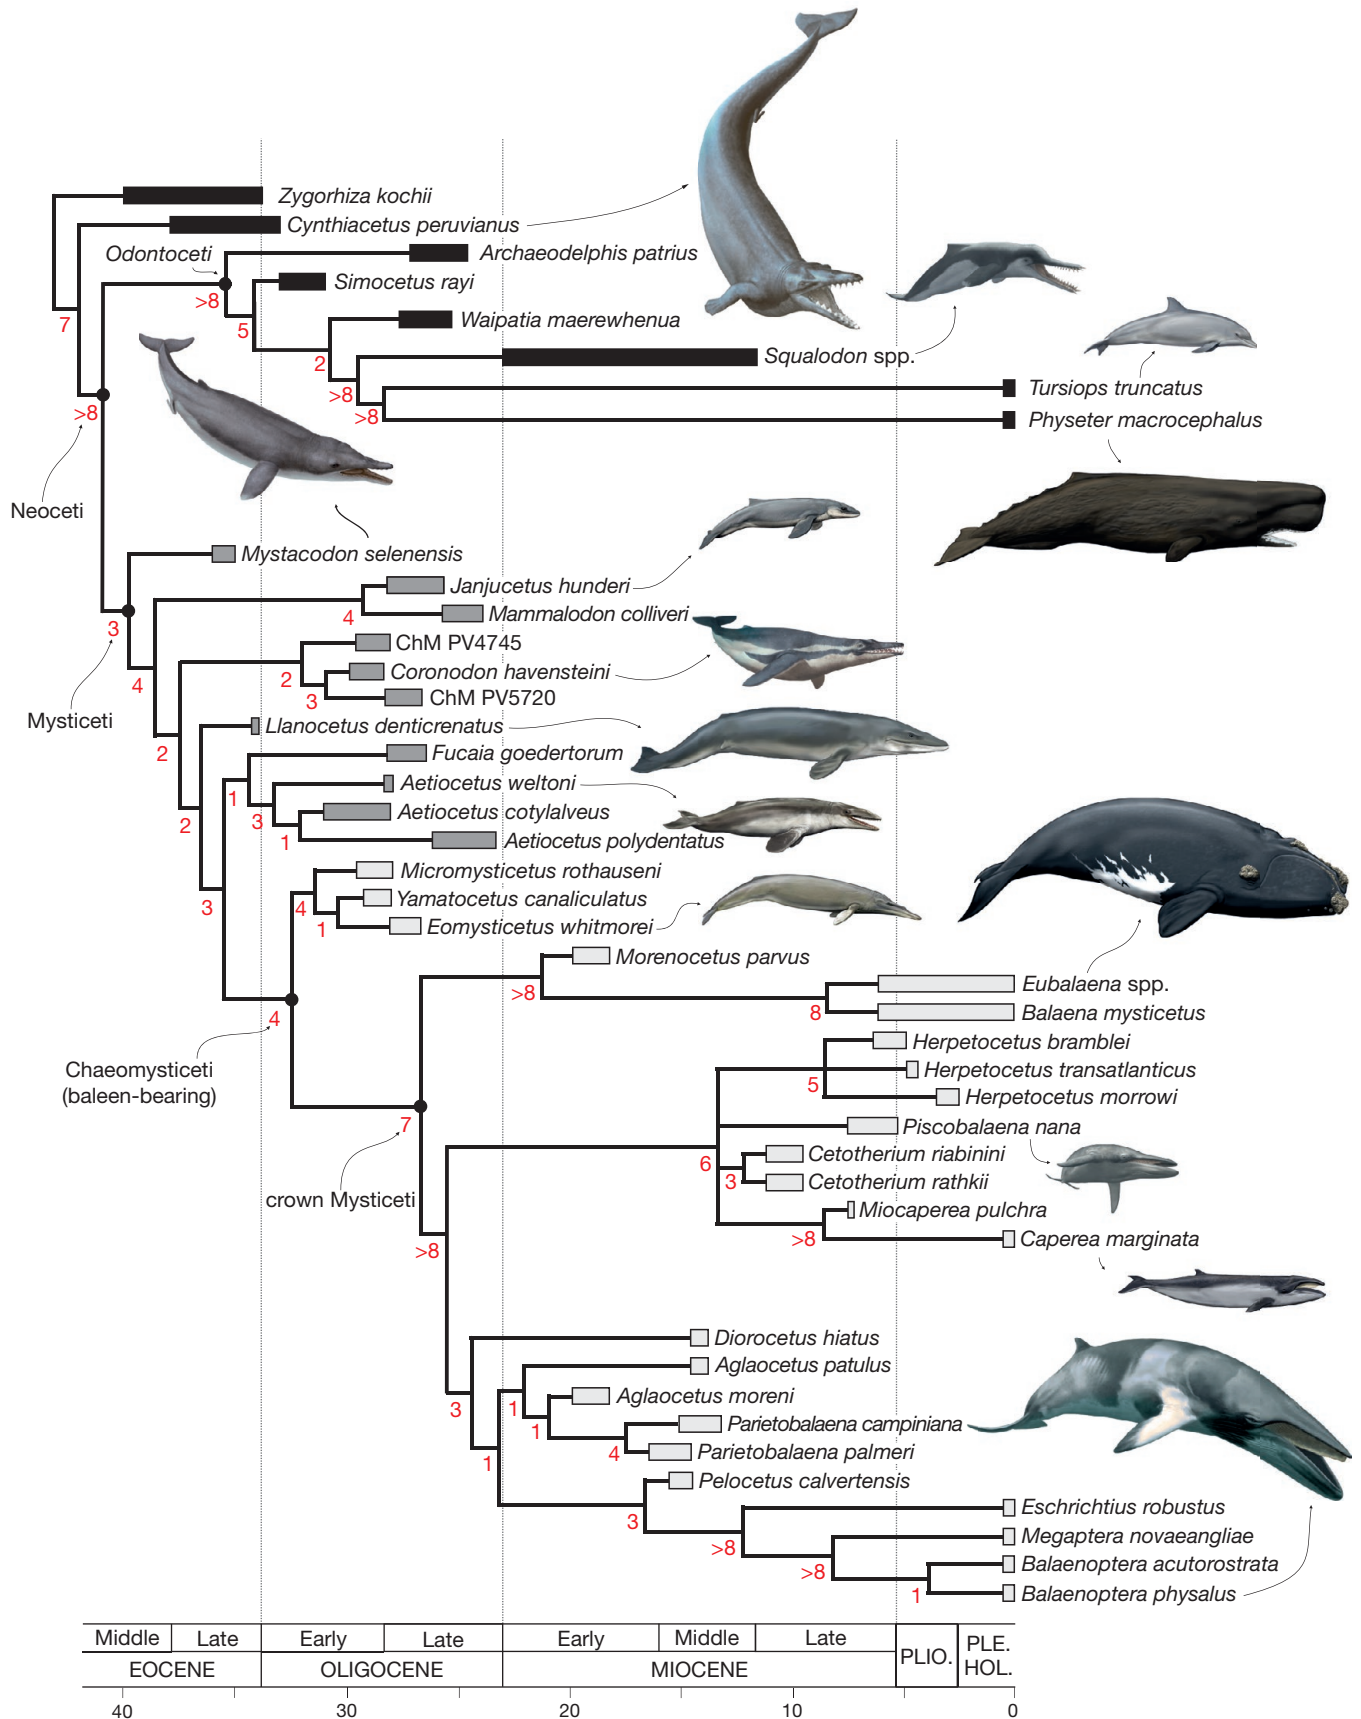 Zygorhiza kochii
Cynthiacetus peruvianus
Odontoceti
Archaeodelphis patrius
Simocetus rayi
>8
7
5
Waipatia maerewhenua
2
Squalodon spp.
>8
Tursiops truncatus
>8
>8
Physeter macrocephalus
Neoceti
Mystacodon selenensis
Janjucetus hunderi
4
Mammalodon colliveri
3
ChM PV4745
Coronodon havensteini
2
4
3
ChM PV5720
Mysticeti
Llanocetus denticrenatus
2
Fucaia goedertorum
Aetiocetus weltoni
1
Aetiocetus cotylalveus
3
2
1
Aetiocetus polydentatus
Micromysticetus rothauseni
4
Yamatocetus canaliculatus
3
1
Eomysticetus whitmorei
Morenocetus parvus
>8
Eubalaena spp.
8
Balaena mysticetus
4
Herpetocetus bramblei
Chaeomysticeti
(baleen-bearing)
Herpetocetus transatlanticus
5
Herpetocetus morrowi
7
Piscobalaena nana
Cetotherium riabinini
6
3
Cetotherium rathkii
crown Mysticeti
Miocaperea pulchra
>8
>8
Caperea marginata
Diorocetus hiatus
Aglaocetus patulus
Aglaocetus moreni
3
1
1
Parietobalaena campiniana
4
Parietobalaena palmeri
1
Pelocetus calvertensis
3
Eschrichtius robustus
>8
Megaptera novaeangliae
>8
Balaenoptera acutorostrata
1
Balaenoptera physalus
Middle Late Early Late Early Middle Late
EOCENE OLIGOCENE MIOCENE PLIO. PLE.
HOL.
40 30 20 10 0